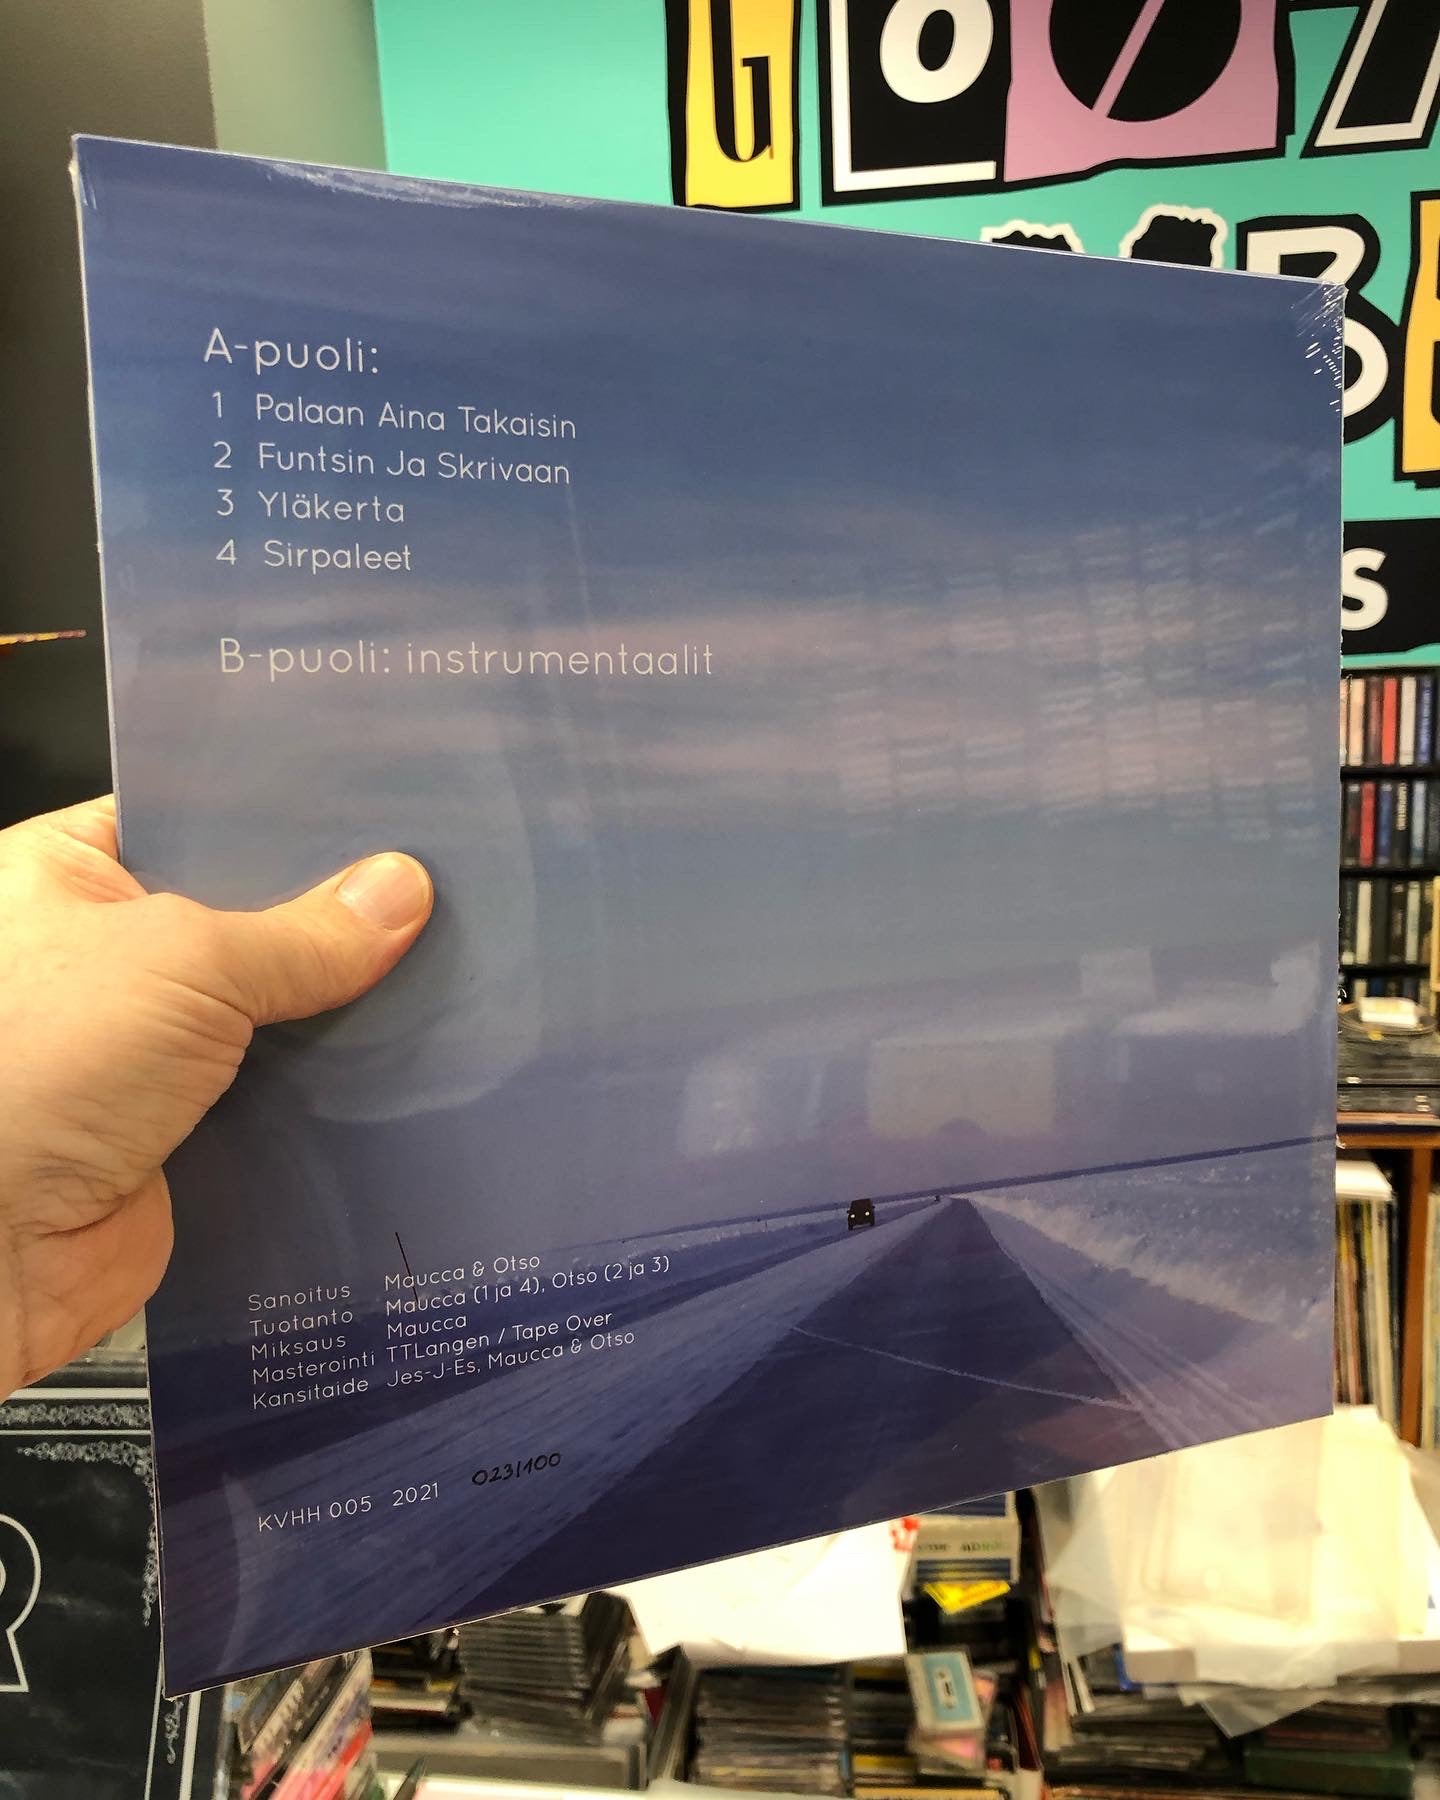 A-puoli:
1 Palaan Aina Takaisin
2 Funtsin Ja Skrivaan
3 Yläkerta
4 Sirpaleet
B-puoli: instrumentaalit
Sanoitus Maucca & Otso
Tuotanto Maucca (1 ja 4), Otso (2 ja 3)
Miksaus Maucca
Masterointi TTLangen / Tape Over
Kansitaide Jes-J-Es, Maucca & Otso
KVHH 005 2021 023/100